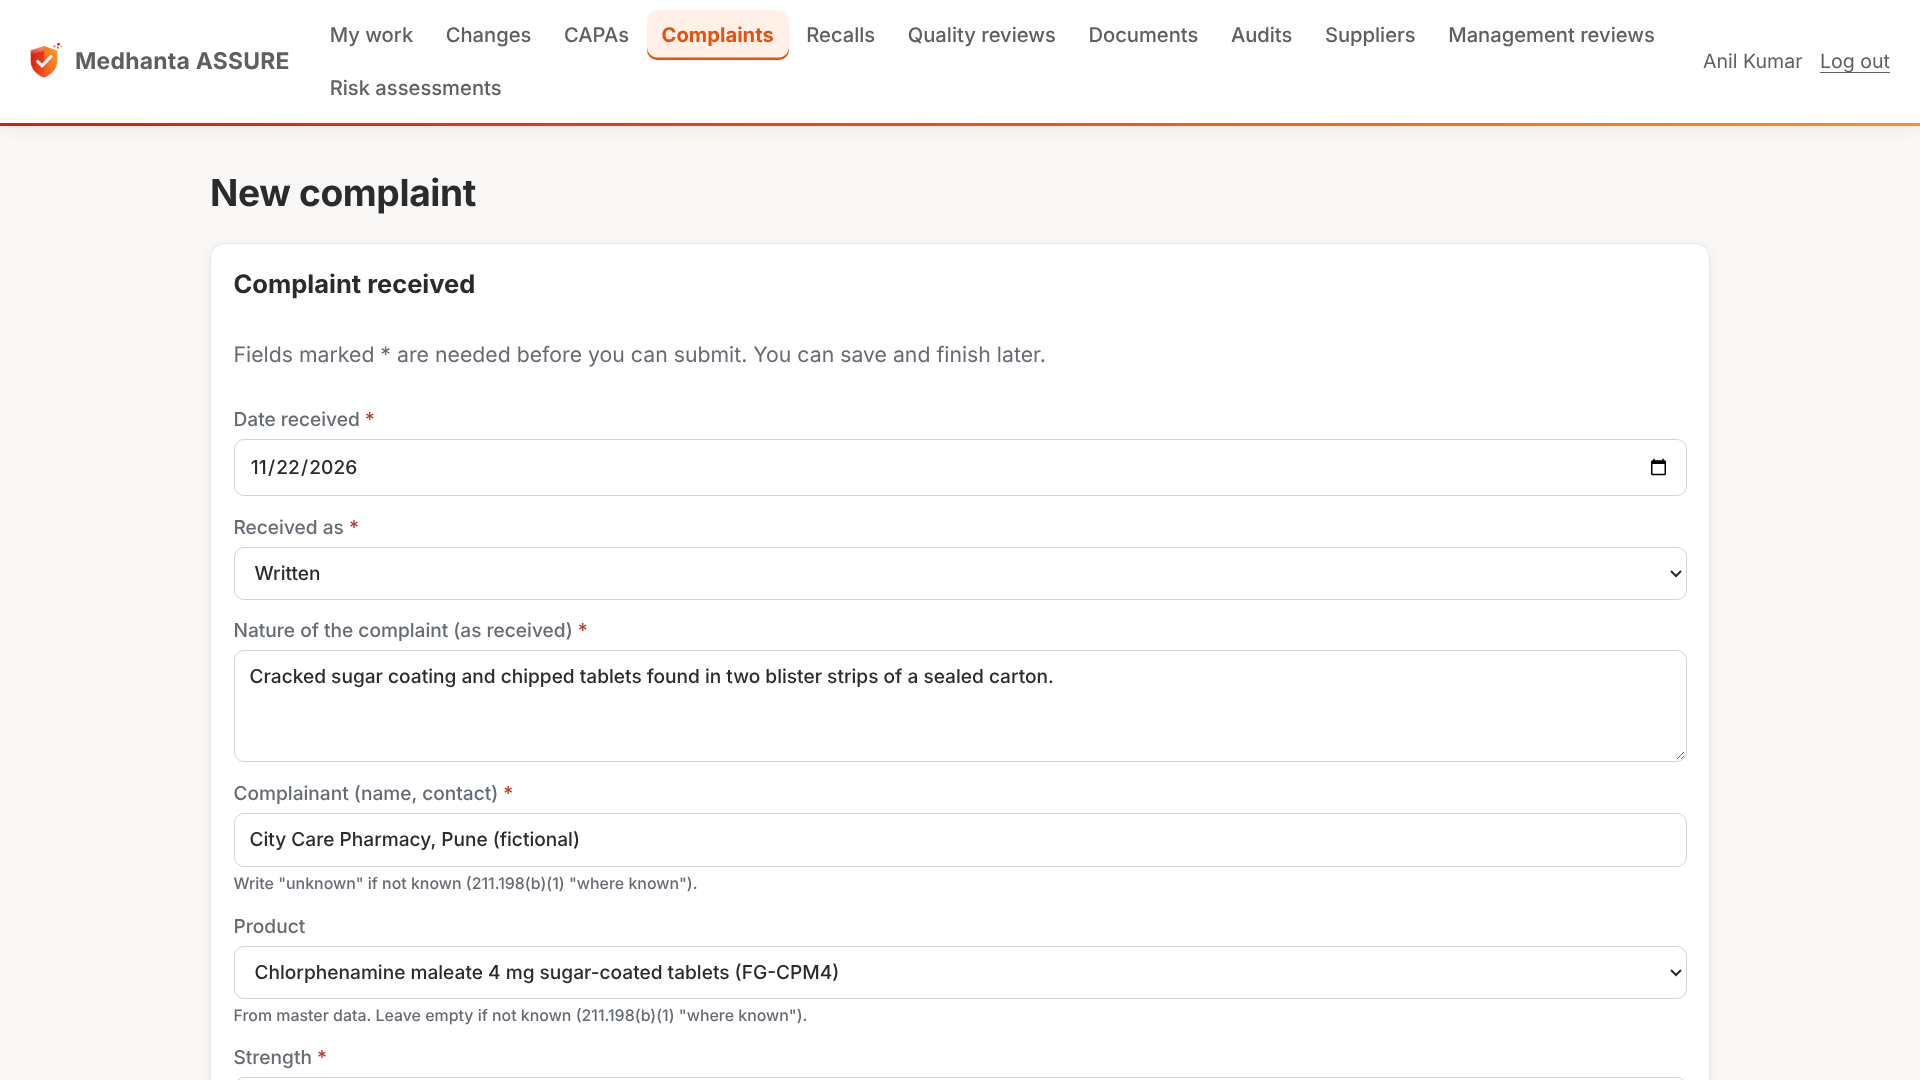 Medhanta ASSURE
My work Changes CAPAs Complaints Recalls Quality reviews Documents Audits Suppliers Management reviews
Risk assessments
Anil Kumar Log out
New complaint
Complaint received
Fields marked * are needed before you can submit. You can save and finish later.
Date received *
11/22/2026
Received as *
Written
Nature of the complaint (as received) *
Cracked sugar coating and chipped tablets found in two blister strips of a sealed carton.
Complainant (name, contact) *
City Care Pharmacy, Pune (fictional)
Write "unknown" if not known (211.198(b)(1) "where known").
Product
Chlorphenamine maleate 4 mg sugar-coated tablets (FG-CPM4)
From master data. Leave empty if not known (211.198(b)(1) "where known").
Strength *